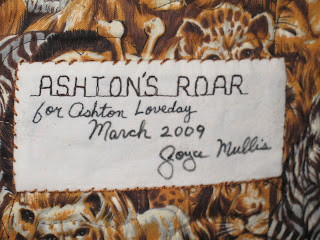 ASHTON'S ROAR
for Ashton Loveday
March 2009
Joyce Mullis